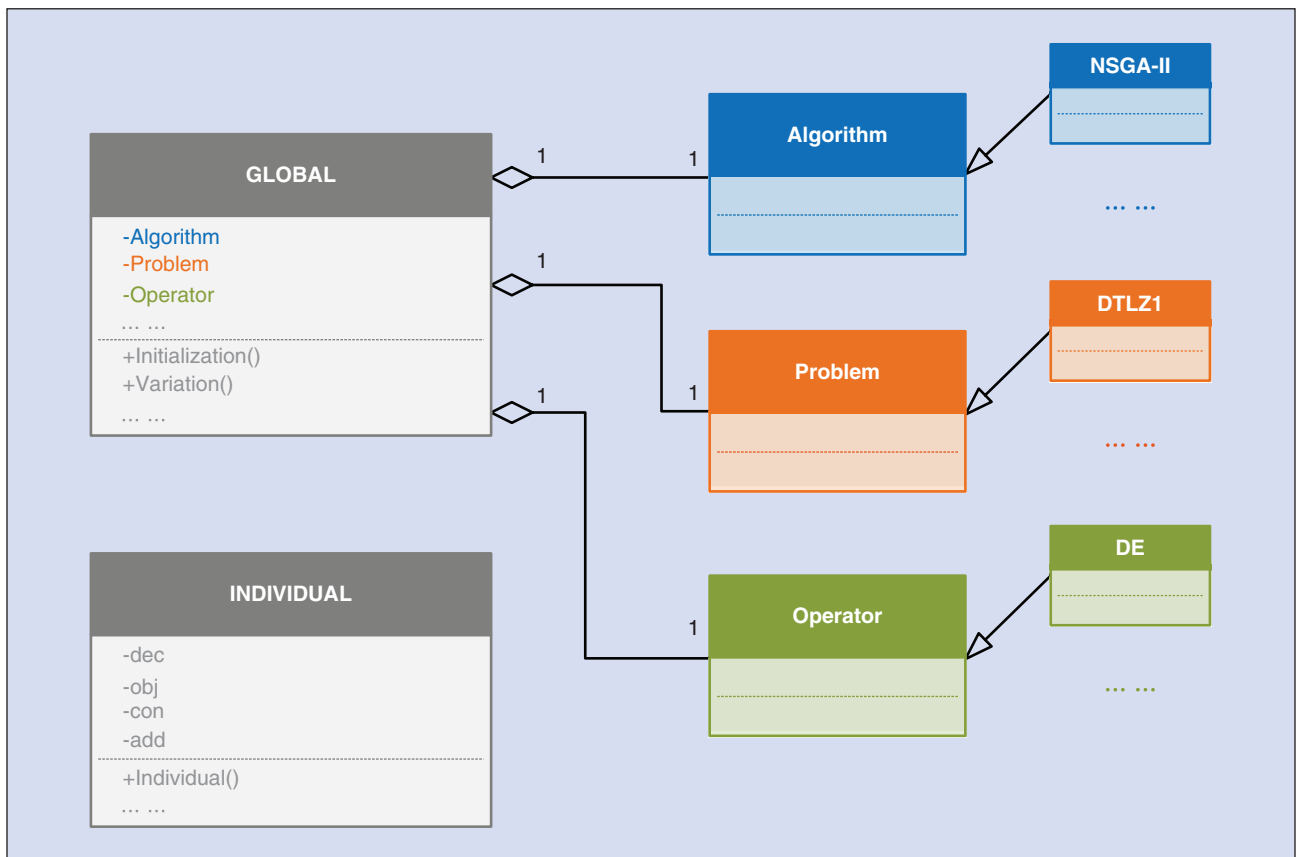 GLOBAL
-Algorithm
-Problem
-Operator
... ...
+Initialization()
+Variation()
... ...
INDIVIDUAL
-dec
-obj
-con
-add
+Individual()
... ...
1
1
1
1
1
1
Algorithm
Problem
Operator
NSGA-II
... ...
DTLZ1
... ...
DE
... ...